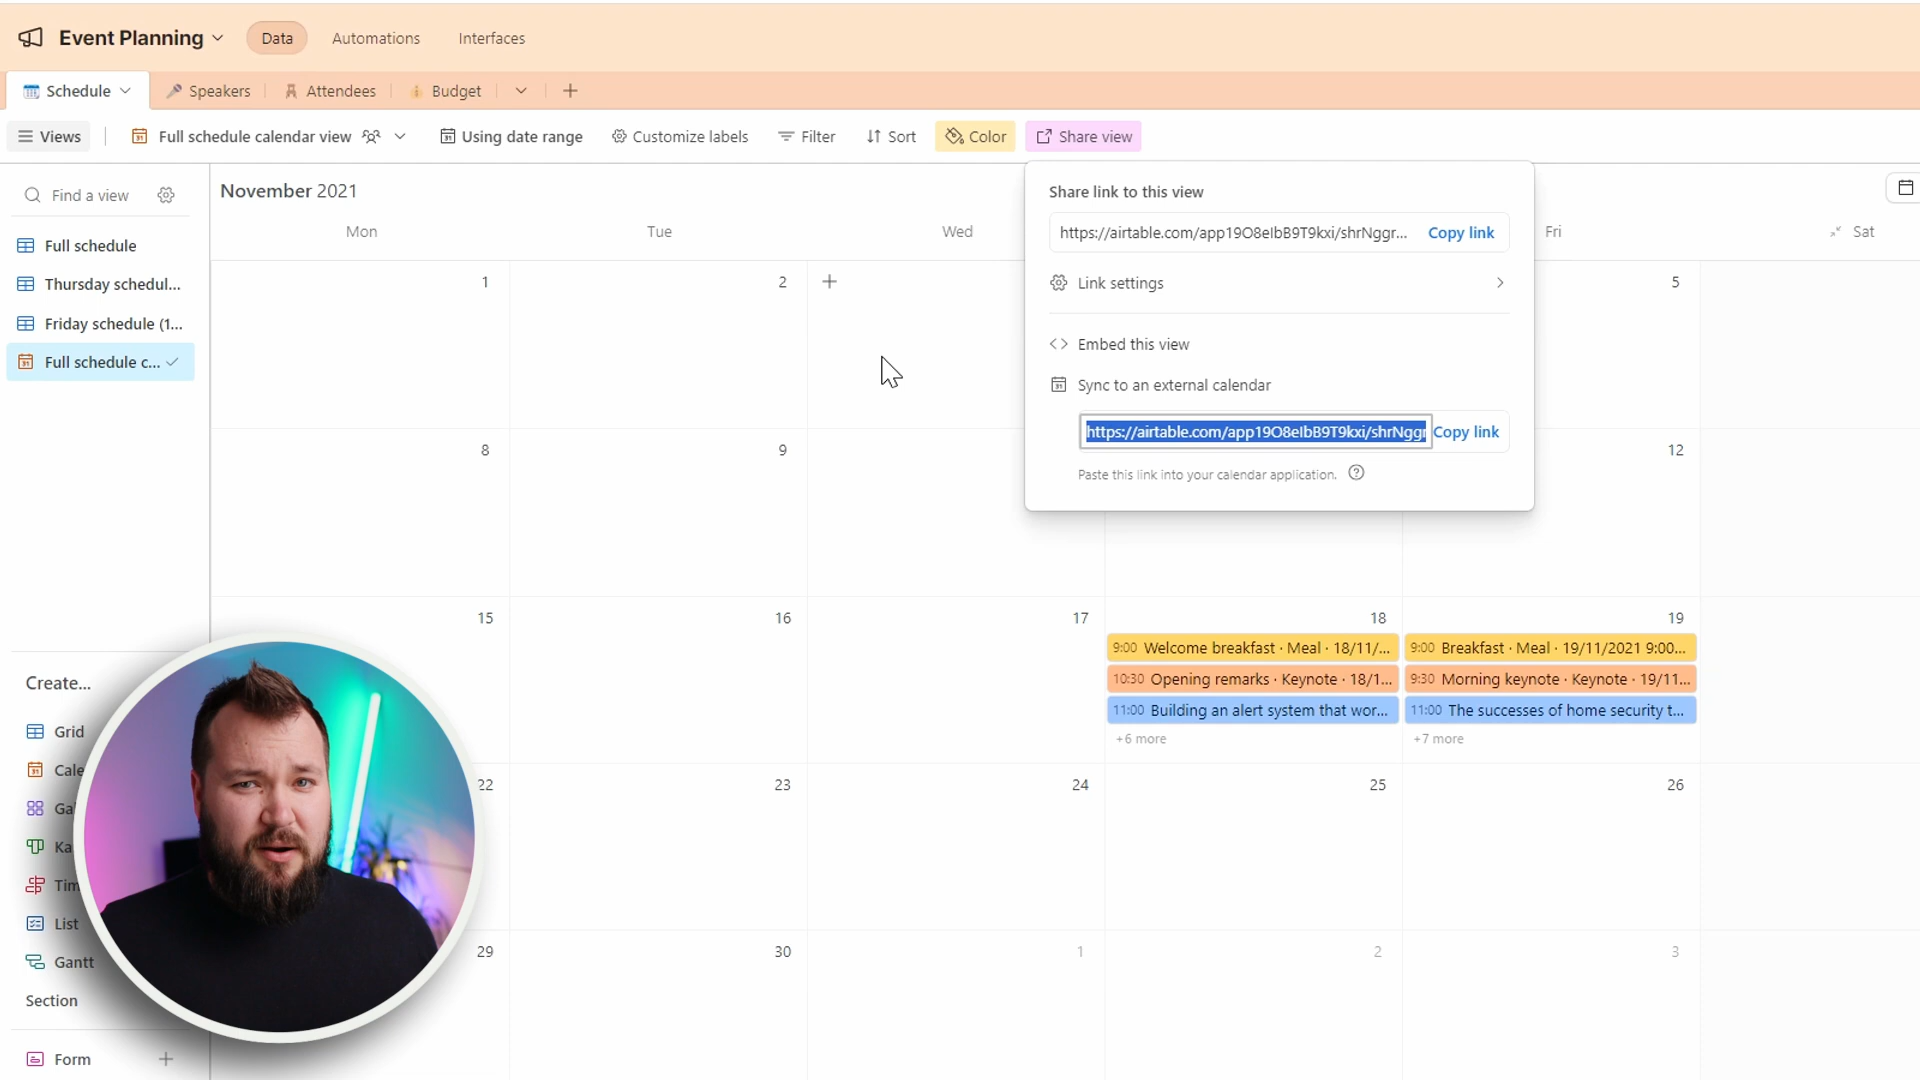 Event Planning
Data
Automations
Interfaces
Schedule
Speakers
Attendees
Budget
Views
Full schedule calendar view
Using date range
Customize labels
Filter
Sort
Color
Share view
Find a view
Full schedule
Thursday schedul...
Friday schedule (1...
Full schedule c...
November 2021
Mon
Tue
Wed
Fri
Sat
Share link to this view
https://airtable.com/app19O8eIbB9T9kxi/shrNggr...
Copy link
Link settings
Embed this view
Sync to an external calendar
https://airtable.com/app19O8eIbB9T9kxi/shrNggr
Copy link
Paste this link into your calendar application.
1
2
5
8
9
12
15
16
17
18
19
9:00 Welcome breakfast · Meal · 18/11/...
10:30 Opening remarks · Keynote · 18/1...
11:00 Building an alert system that wor...
+6 more
9:00 Breakfast · Meal · 19/11/2021 9:00...
9:30 Morning keynote · Keynote · 19/11...
11:00 The successes of home security t...
+7 more
22
23
24
25
26
29
30
1
2
3
Create...
Grid
Cale
Ga
Ka
Tim
List
Gantt
Section
Form